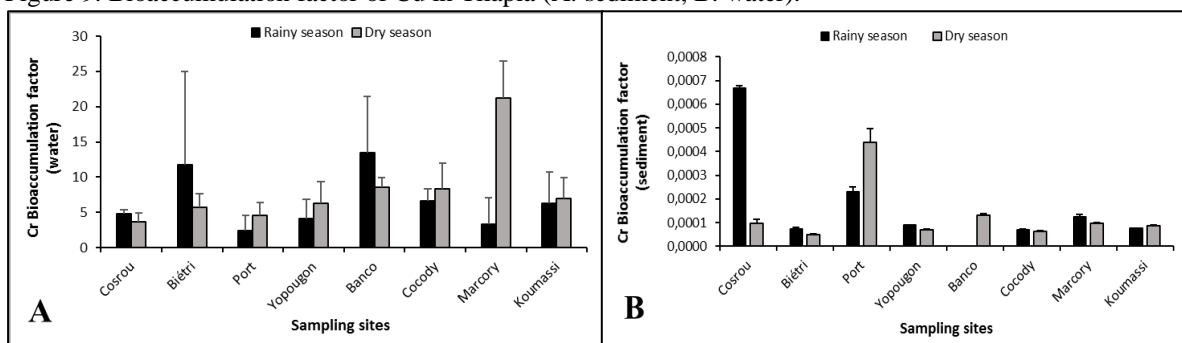 Figure 9: Bioaccumulation factor of Cd in Tilapia (A: sediment, B: water).
Rainy season Dry season
Cr Bioaccumulation factor
(water)
30
25
20
15
10
5
0
Cosrou
Biétri
Port
Yopougon
Banco
Cocody
Marcory
Koumassi
Sampling sites
A
Rainy season Dry season
Cr Bioaccumulation factor
(sediment)
0,0008
0,0007
0,0006
0,0005
0,0004
0,0003
0,0002
0,0001
0,0000
Cosrou
Biétri
Port
Yopougon
Banco
Cocody
Marcory
Koumassi
Sampling sites
B